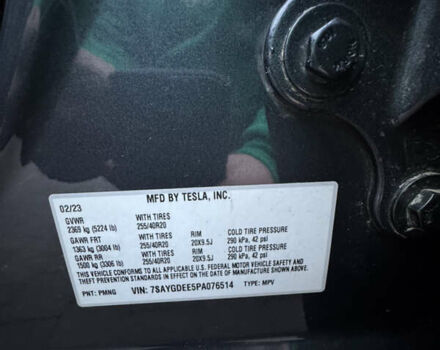 MFD BY TESLA, INC.
02/23
GVWR WITH TIRES
2369 kg (5224 lb) 255/40R20
GAWR FRT WITH TIRES RIM COLD TIRE PRESSURE
1363 kg (3004 lb) 255/40R20 20X9.5J 290 kPa, 42 psi
GAWR RR WITH TIRES RIM COLD TIRE PRESSURE
1500 kg (3306 lb) 255/40R20 20X9.5J 290 kPa, 42 psi
THIS VEHICLE CONFORMS TO ALL APPLICABLE U.S. FEDERAL MOTOR VEHICLE SAFETY AND
THEFT PREVENTION STANDARDS IN EFFECT ON THE DATE OF MANUFACTURE SHOWN ABOVE.
PNT: PMNG VIN: 7SAYGDEE5PA076514 TYPE: MPV